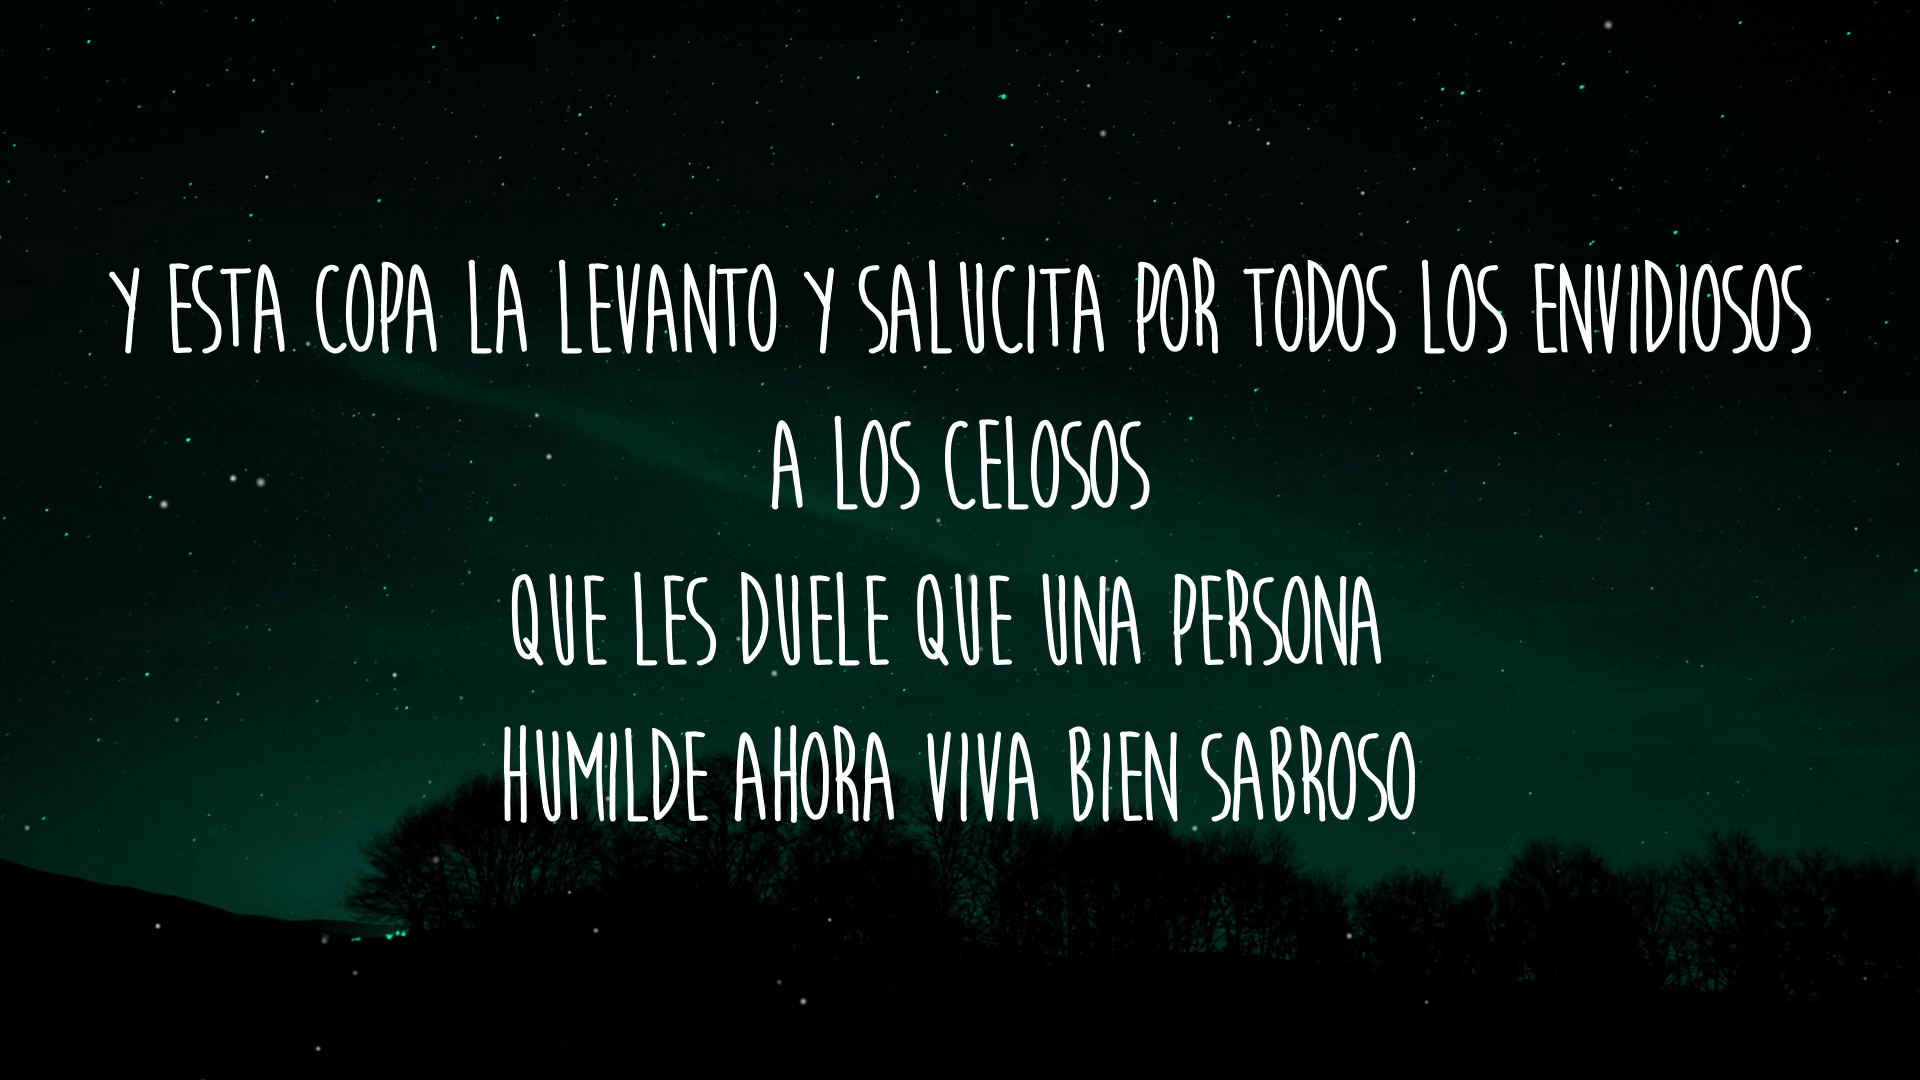 Y ESTA COPA LA LEVANTO Y SALUCITA POR TODOS LOS ENVIDIOSOS
A LOS CELOSOS
QUE LES DUELE QUE UNA PERSONA
HUMILDE AHORA VIVA BIEN SABROSO